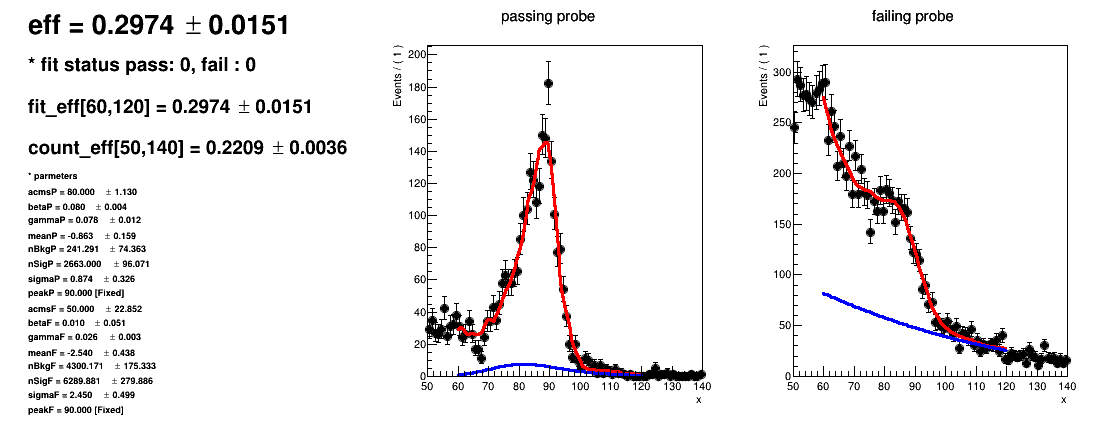 eff = 0.2974 ± 0.0151
* fit status pass: 0, fail : 0
fit_eff[60,120] = 0.2974 ± 0.0151
count_eff[50,140] = 0.2209 ± 0.0036
* parmeters
acmsP = 80.000 ± 1.130
betaP = 0.080 ± 0.004
gammaP = 0.078 ± 0.012
meanP = -0.863 ± 0.159
nBkgP = 241.291 ± 74.363
nSigP = 2663.000 ± 96.071
sigmaP = 0.874 ± 0.326
peakP = 90.000 [Fixed]
acmsF = 50.000 ± 22.852
betaF = 0.010 ± 0.051
gammaF = 0.026 ± 0.003
meanF = -2.540 ± 0.438
nBkgF = 4300.171 ± 175.333
nSigF = 6289.881 ± 279.886
sigmaF = 2.450 ± 0.499
peakF = 90.000 [Fixed]
passing probe
Events / ( 1 )
200
180
160
140
120
100
80
60
40
20
0
50 60 70 80 90 100 110 120 130 140
x
failing probe
Events / ( 1 )
300
250
200
150
100
50
0
50 60 70 80 90 100 110 120 130 140
x